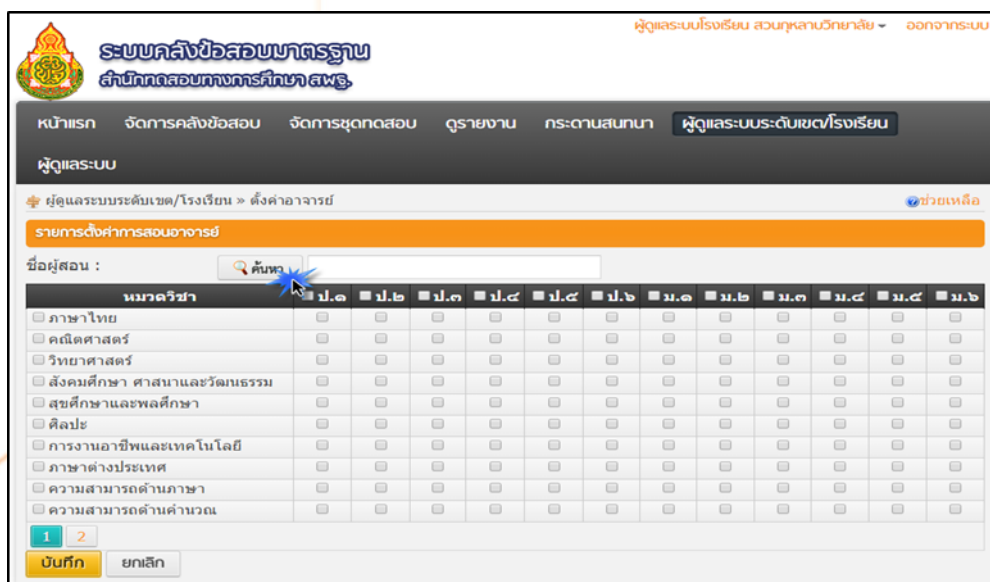 ผู้ดูแลระบบโรงเรียน สวนกุหลาบวิทยาลัย ออกจากระบบ
ระบบคลังข้อสอบมาตรฐาน
สำนักทดสอบทางการศึกษา สพฐ.
หน้าแรก จัดการคลังข้อสอบ จัดการชุดทดสอบ ดูรายงาน กระดานสนทนา ผู้ดูแลระบบระดับเขต/โรงเรียน
ผู้ดูแลระบบ
ผู้ดูแลระบบระดับเขต/โรงเรียน » ตั้งค่าอาจารย์ ช่วยเหลือ
รายการตั้งค่าการสอนอาจารย์
ชื่อผู้สอน : ค้นหา
หมวดวิชา ป.๑ ป.๒ ป.๓ ป.๔ ป.๕ ป.๖ ม.๑ ม.๒ ม.๓ ม.๔ ม.๕ ม.๖
ภาษาไทย
คณิตศาสตร์
วิทยาศาสตร์
สังคมศึกษา ศาสนาและวัฒนธรรม
สุขศึกษาและพลศึกษา
ศิลปะ
การงานอาชีพและเทคโนโลยี
ภาษาต่างประเทศ
ความสามารถด้านภาษา
ความสามารถด้านคำนวณ
1 2
บันทึก ยกเลิก